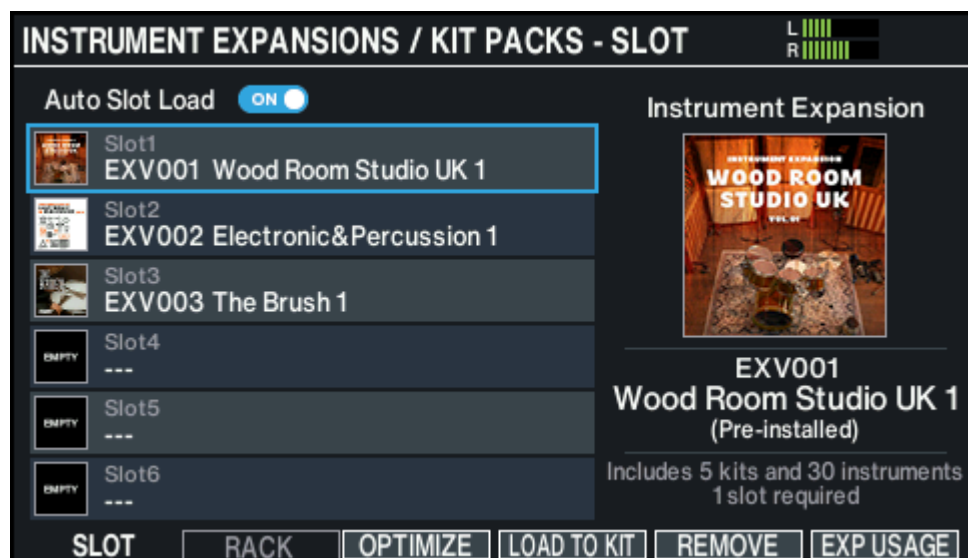 INSTRUMENT EXPANSIONS / KIT PACKS - SLOT
L
R
Auto Slot Load ON
Slot1
EXV001 Wood Room Studio UK 1
Slot2
EXV002 Electronic&Percussion 1
Slot3
EXV003 The Brush 1
EMPTY
Slot4
---
EMPTY
Slot5
---
EMPTY
Slot6
---
Instrument Expansion
INSTRUMENT EXPANSION
WOOD ROOM
STUDIO UK
VOL.01
EXV001
Wood Room Studio UK 1
(Pre-installed)
Includes 5 kits and 30 instruments
1 slot required
SLOT RACK OPTIMIZE LOAD TO KIT REMOVE EXP USAGE